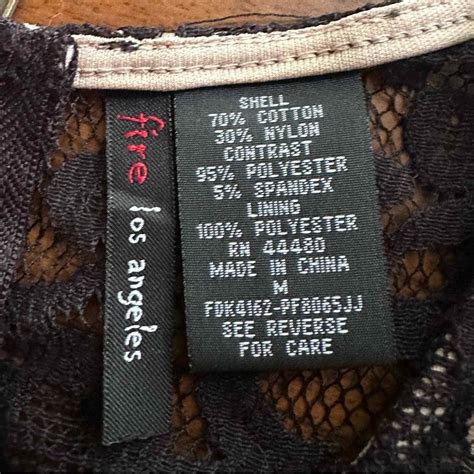 fire los angeles
SHELL
70% COTTON
30% NYLON
CONTRAST
95% POLYESTER
5% SPANDEX
LINING
100% POLYESTER
RN 44480
MADE IN CHINA
M
FDK4162-PF8065JJ
SEE REVERSE
FOR CARE